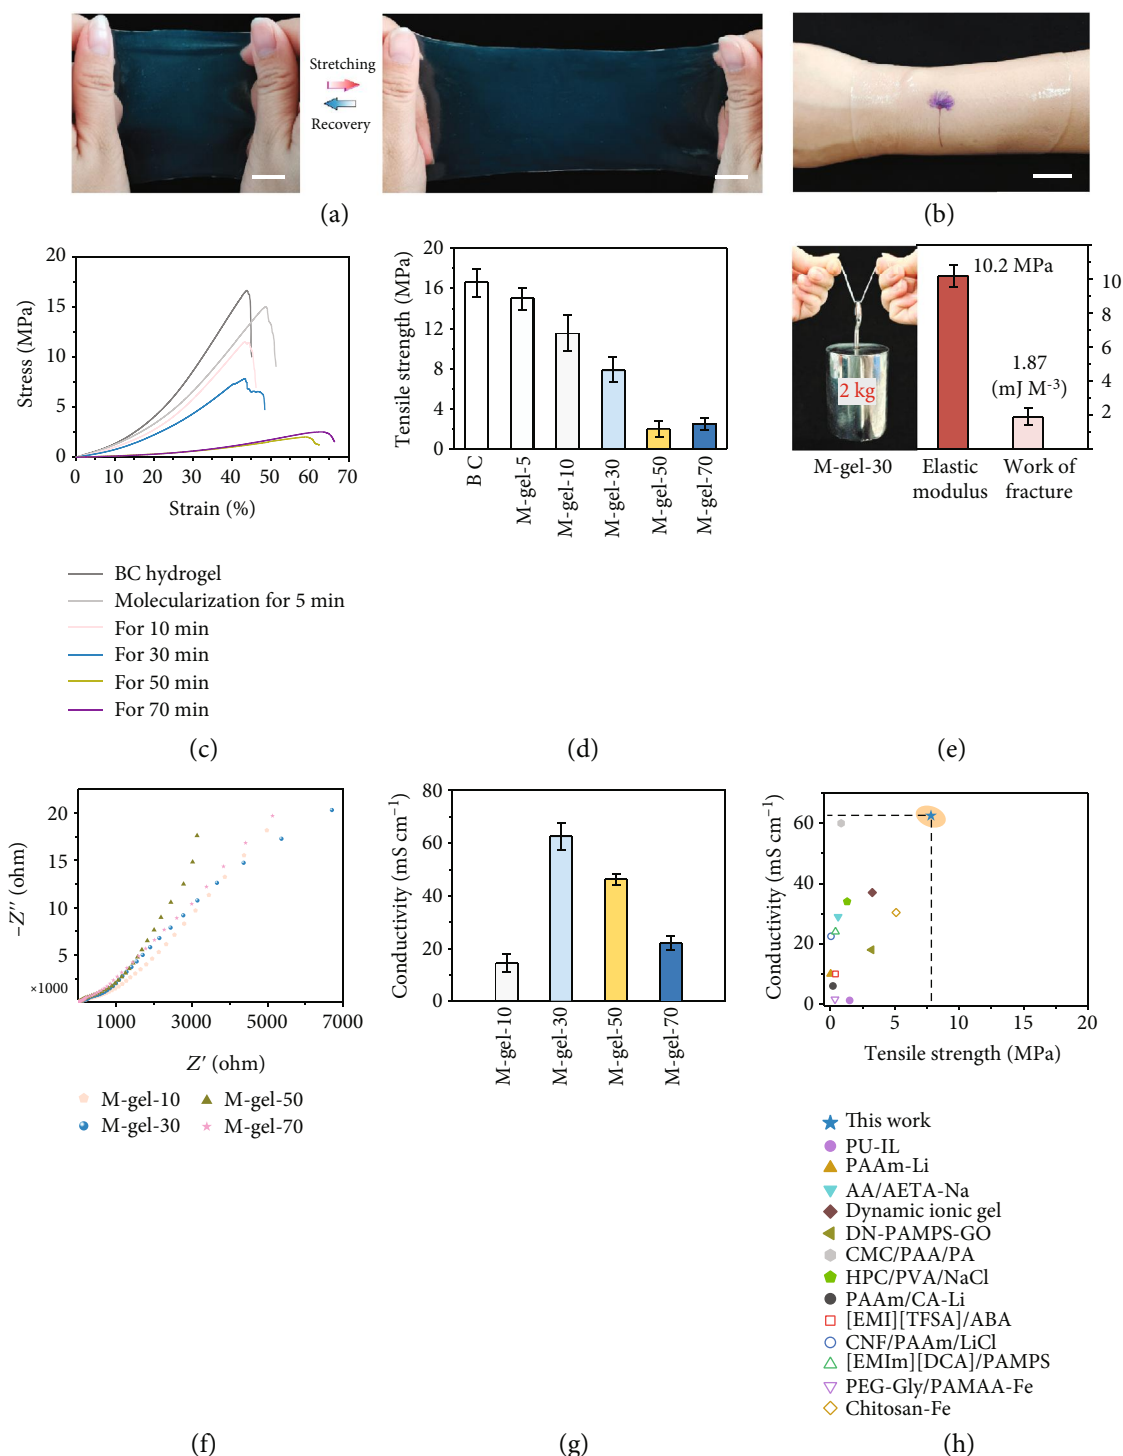 Stretching
Recovery
(a)
(b)
Stress (MPa)
20
15
10
5
0
0 10 20 30 40 50 60 70
Strain (%)
BC hydrogel
Molecularization for 5 min
For 10 min
For 30 min
For 50 min
For 70 min
(c)
Tensile strength (MPa)
20
16
12
8
4
0
B C
M-gel-5
M-gel-10
M-gel-30
M-gel-50
M-gel-70
(d)
2 kg
M-gel-30
10.2 MPa
1.87
(mJ M⁻³)
10
8
6
4
2
Elastic
modulus
Work of
fracture
(e)
−Z″ (ohm)
20
15
10
5
×1000
1000 3000 5000 7000
Z′ (ohm)
M-gel-10
M-gel-50
M-gel-30
M-gel-70
(f)
Conductivity (mS cm⁻¹)
80
60
40
20
0
M-gel-10
M-gel-30
M-gel-50
M-gel-70
(g)
Conductivity (mS cm⁻¹)
60
40
20
0
0 5 10 15 20
Tensile strength (MPa)
This work
PU-IL
PAAm-Li
AA/AETA-Na
Dynamic ionic gel
DN-PAMPS-GO
CMC/PAA/PA
HPC/PVA/NaCl
PAAm/CA-Li
[EMI][TFSA]/ABA
CNF/PAAm/LiCl
[EMIm][DCA]/PAMPS
PEG-Gly/PAMAA-Fe
Chitosan-Fe
(h)